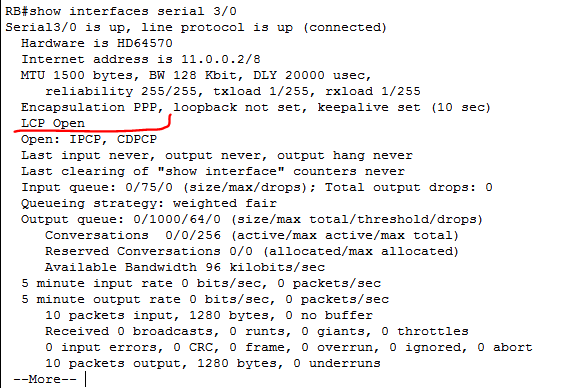 RB#show interfaces serial 3/0
Serial3/0 is up, line protocol is up (connected)
Hardware is HD64570
Internet address is 11.0.0.2/8
MTU 1500 bytes, BW 128 Kbit, DLY 20000 usec,
reliability 255/255, txload 1/255, rxload 1/255
Encapsulation PPP, loopback not set, keepalive set (10 sec)
LCP Open
Open: IPCP, CDPCP
Last input never, output never, output hang never
Last clearing of "show interface" counters never
Input queue: 0/75/0 (size/max/drops); Total output drops: 0
Queueing strategy: weighted fair
Output queue: 0/1000/64/0 (size/max total/threshold/drops)
Conversations 0/0/256 (active/max active/max total)
Reserved Conversations 0/0 (allocated/max allocated)
Available Bandwidth 96 kilobits/sec
5 minute input rate 0 bits/sec, 0 packets/sec
5 minute output rate 0 bits/sec, 0 packets/sec
10 packets input, 1280 bytes, 0 no buffer
Received 0 broadcasts, 0 runts, 0 giants, 0 throttles
0 input errors, 0 CRC, 0 frame, 0 overrun, 0 ignored, 0 abort
10 packets output, 1280 bytes, 0 underruns
--More--